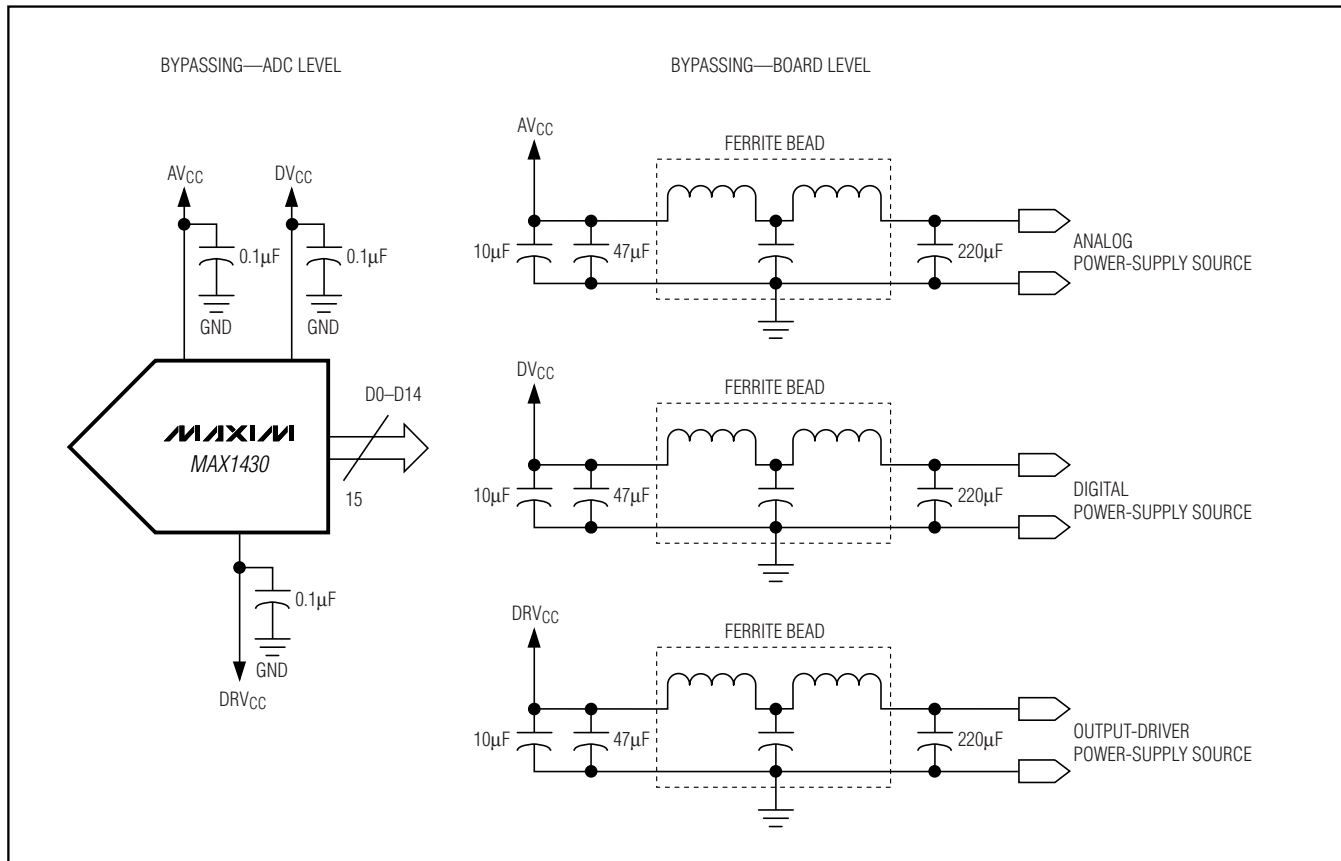 BYPASSING—ADC LEVEL
BYPASSING—BOARD LEVEL
AVCC
DVCC
0.1µF
0.1µF
GND
GND
MAXIM
MAX1430
D0–D14
15
0.1µF
GND
DRVCC
AVCC
FERRITE BEAD
10µF
47µF
220µF
ANALOG
POWER-SUPPLY SOURCE
DVCC
FERRITE BEAD
10µF
47µF
220µF
DIGITAL
POWER-SUPPLY SOURCE
DRVCC
FERRITE BEAD
10µF
47µF
220µF
OUTPUT-DRIVER
POWER-SUPPLY SOURCE